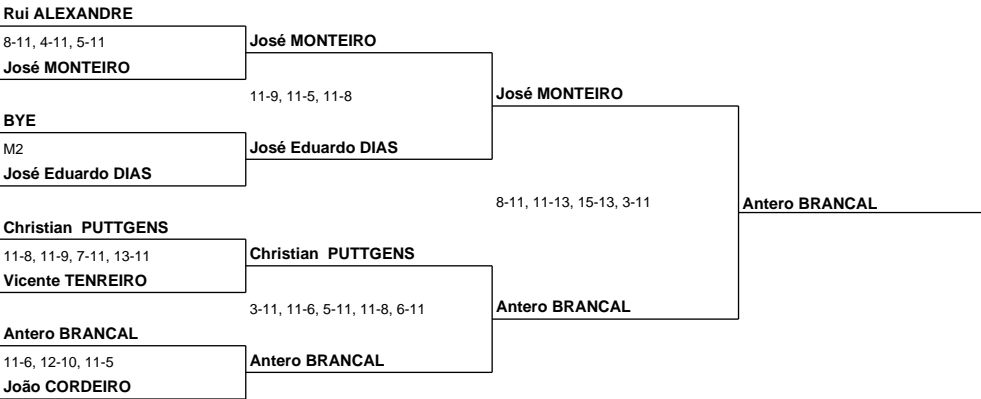 Rui ALEXANDRE
8-11, 4-11, 5-11
José MONTEIRO
José MONTEIRO
11-9, 11-5, 11-8
José MONTEIRO
BYE
M2
José Eduardo DIAS
José Eduardo DIAS
8-11, 11-13, 15-13, 3-11
Antero BRANCAL
Christian PUTTGENS
11-8, 11-9, 7-11, 13-11
Christian PUTTGENS
Vicente TENREIRO
3-11, 11-6, 5-11, 11-8, 6-11
Antero BRANCAL
Antero BRANCAL
11-6, 12-10, 11-5
Antero BRANCAL
João CORDEIRO